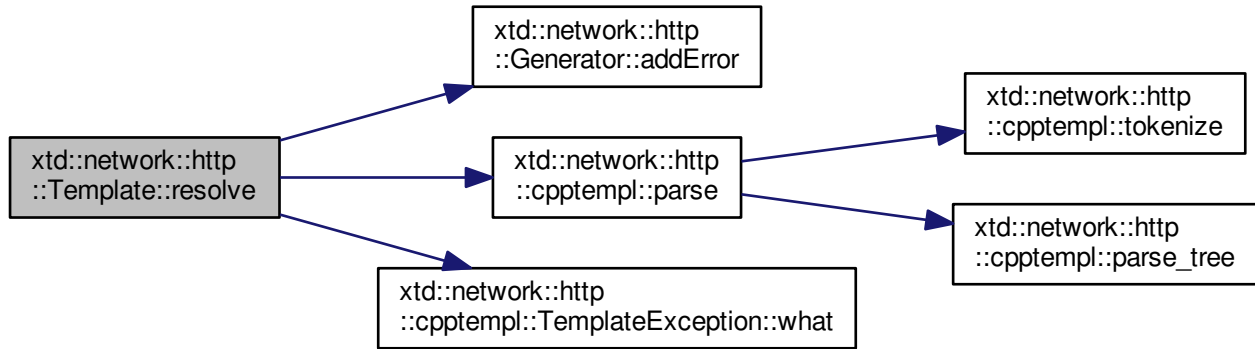 xtd::network::http
::Template::resolve
xtd::network::http
::Generator::addError
xtd::network::http
::cpptempl::parse
xtd::network::http
::cpptempl::TemplateException::what
xtd::network::http
::cpptempl::tokenize
xtd::network::http
::cpptempl::parse_tree